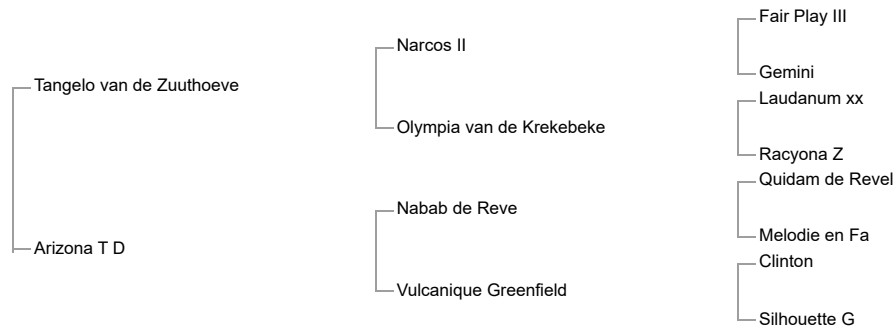 Fair Play III
Narcos II
Gemini
Tangelo van de Zuuthoeve
Laudanum xx
Olympia van de Krekebeke
Racyona Z
Quidam de Revel
Nabab de Reve
Melodie en Fa
Arizona T D
Clinton
Vulcanique Greenfield
Silhouette G